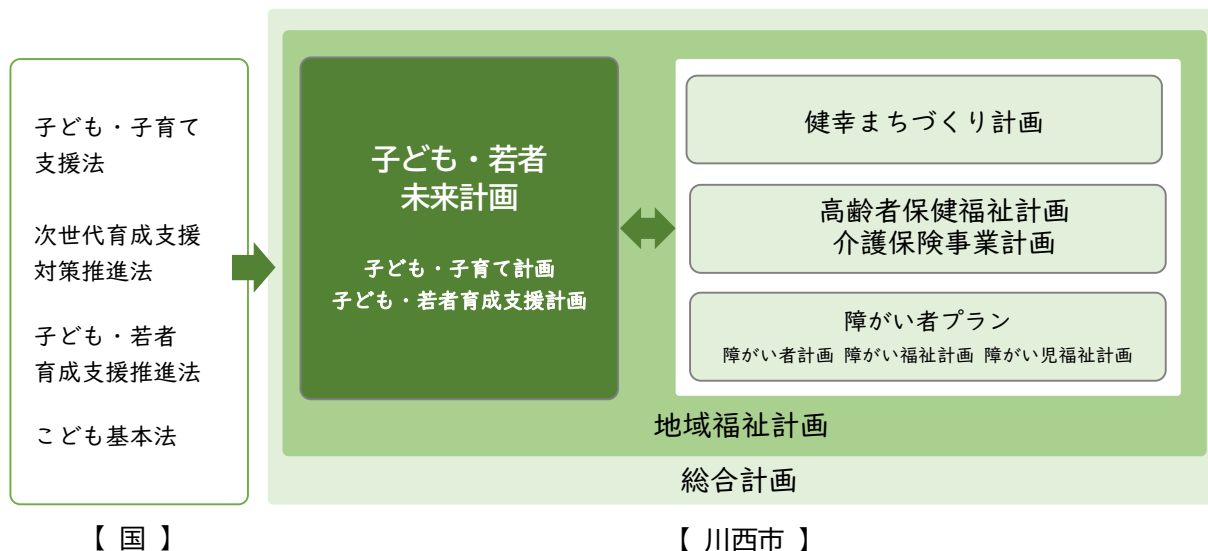 子ども・子育て
支援法
次世代育成支援
対策推進法
子ども・若者
育成支援推進法
こども基本法
【 国 】
子ども・若者
未来計画
子ども・子育て計画
子ども・若者育成支援計画
健幸まちづくり計画
高齢者保健福祉計画
介護保険事業計画
障がい者プラン
障がい者計画 障がい福祉計画 障がい児福祉計画
地域福祉計画
総合計画
【 川西市 】